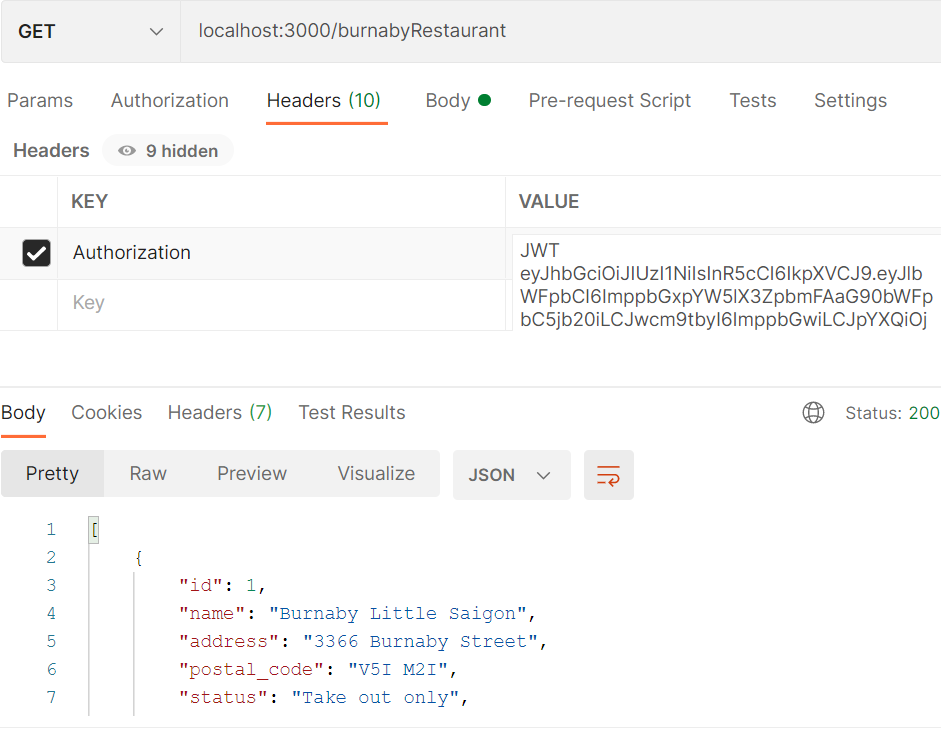 GET localhost:3000/burnabyRestaurant
Params Authorization Headers (10) Body Pre-request Script Tests Settings
Headers 9 hidden
KEY VALUE
Authorization JWT
eyJhbGciOiJIUzI1NiIsInR5cCI6IkpXVCJ9.eyJlb
WFpbCI6ImppbGxpYW5lX3ZpbmFAaG90bWFp
bC5jb20iLCJwcm9tbyI6ImppbGwiLCJpYXQiOj
Key
Body Cookies Headers (7) Test Results Status: 200
Pretty Raw Preview Visualize JSON
1 [
2 {
3 "id": 1,
4 "name": "Burnaby Little Saigon",
5 "address": "3366 Burnaby Street",
6 "postal_code": "V5I M2I",
7 "status": "Take out only",